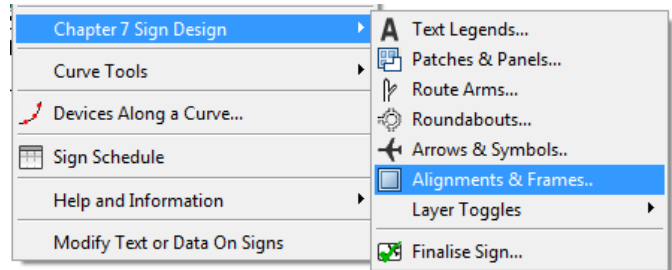 Chapter 7 Sign Design
Curve Tools
Devices Along a Curve...
Sign Schedule
Help and Information
Modify Text or Data On Signs
A Text Legends...
Patches & Panels...
Route Arms...
Roundabouts...
Arrows & Symbols..
Alignments & Frames..
Layer Toggles
Finalise Sign...